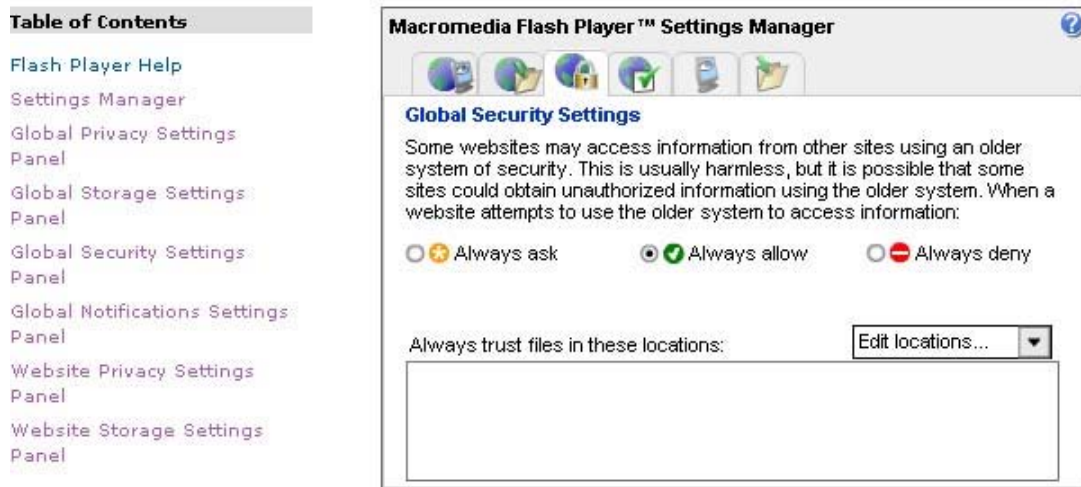 Table of Contents
Flash Player Help
Settings Manager
Global Privacy Settings
Panel
Global Storage Settings
Panel
Global Security Settings
Panel
Global Notifications Settings
Panel
Website Privacy Settings
Panel
Website Storage Settings
Panel
Macromedia Flash Player™ Settings Manager
?
Global Security Settings
Some websites may access information from other sites using an older
system of security. This is usually harmless, but it is possible that some
sites could obtain unauthorized information using the older system. When a
website attempts to use the older system to access information:
Always ask Always allow Always deny
Always trust files in these locations: Edit locations...